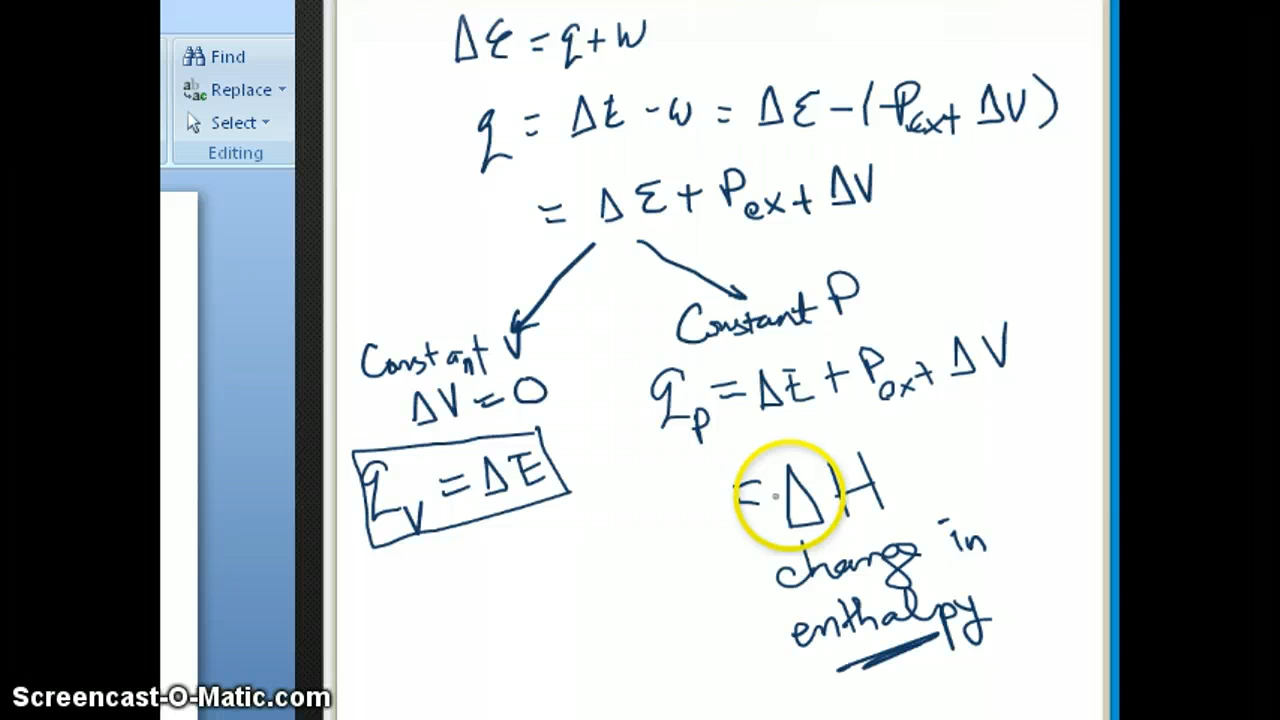 Find
Replace
Select
Editing
ΔE = q + w
q = ΔE - w = ΔE - (-Pext ΔV)
= ΔE + Pext ΔV
Constant V
ΔV = 0
qv = ΔE
Constant P
qp = ΔE + Pext ΔV
= ΔH
change in
enthalpy
Screencast-O-Matic.com